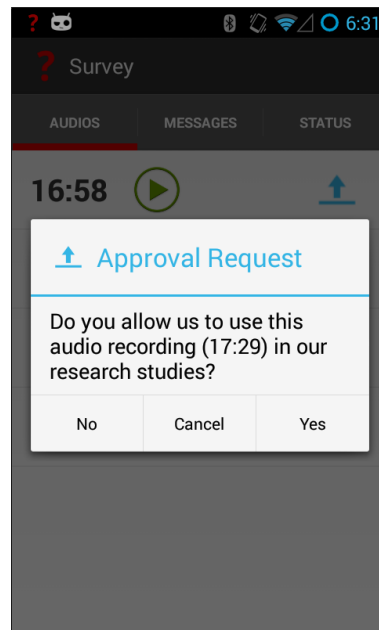 6:31
Survey
AUDIOS MESSAGES STATUS
16:58
Approval Request
Do you allow us to use this
audio recording (17:29) in our
research studies?
No Cancel Yes